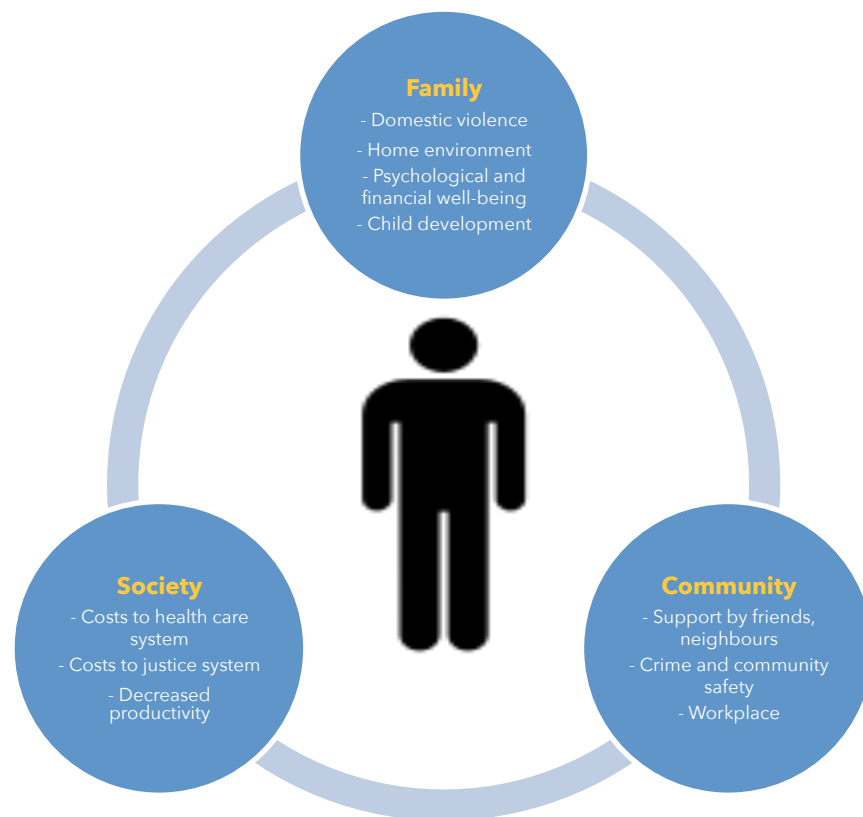 Family
- Domestic violence
- Home environment
- Psychological and
financial well-being
- Child development
Society
- Costs to health care
system
- Costs to justice system
- Decreased
productivity
Community
- Support by friends,
neighbours
- Crime and community
safety
- Workplace